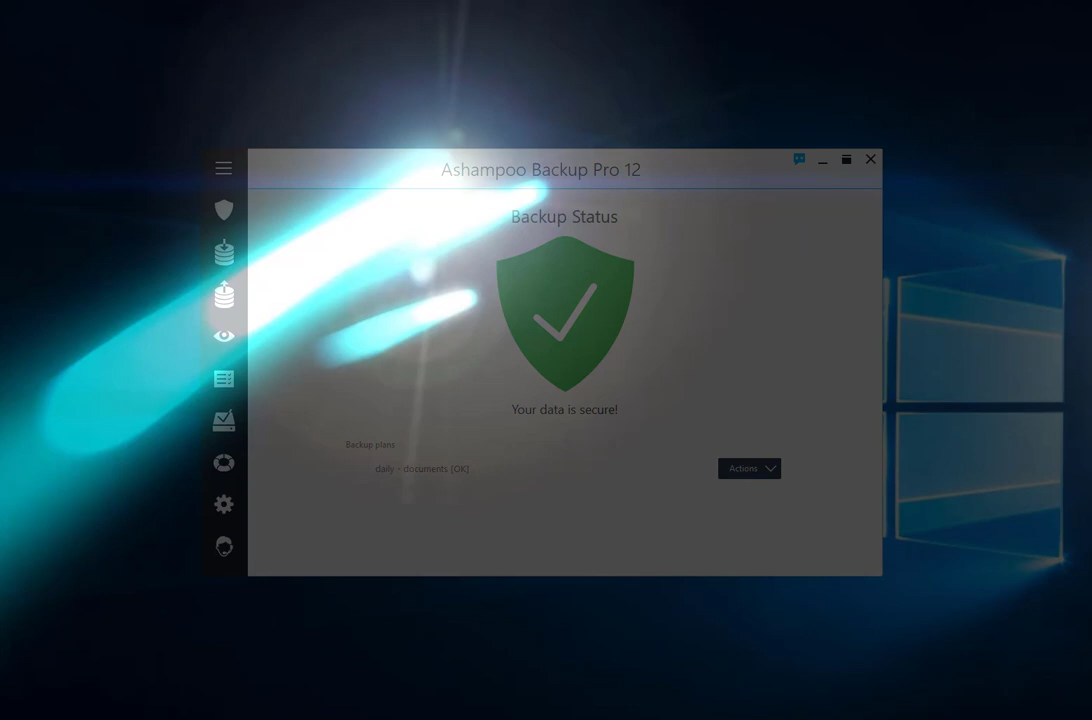 Ashampoo Backup Pro 12
Backup Status
Your data is secure!
Backup plans
daily - documents [OK]
Actions